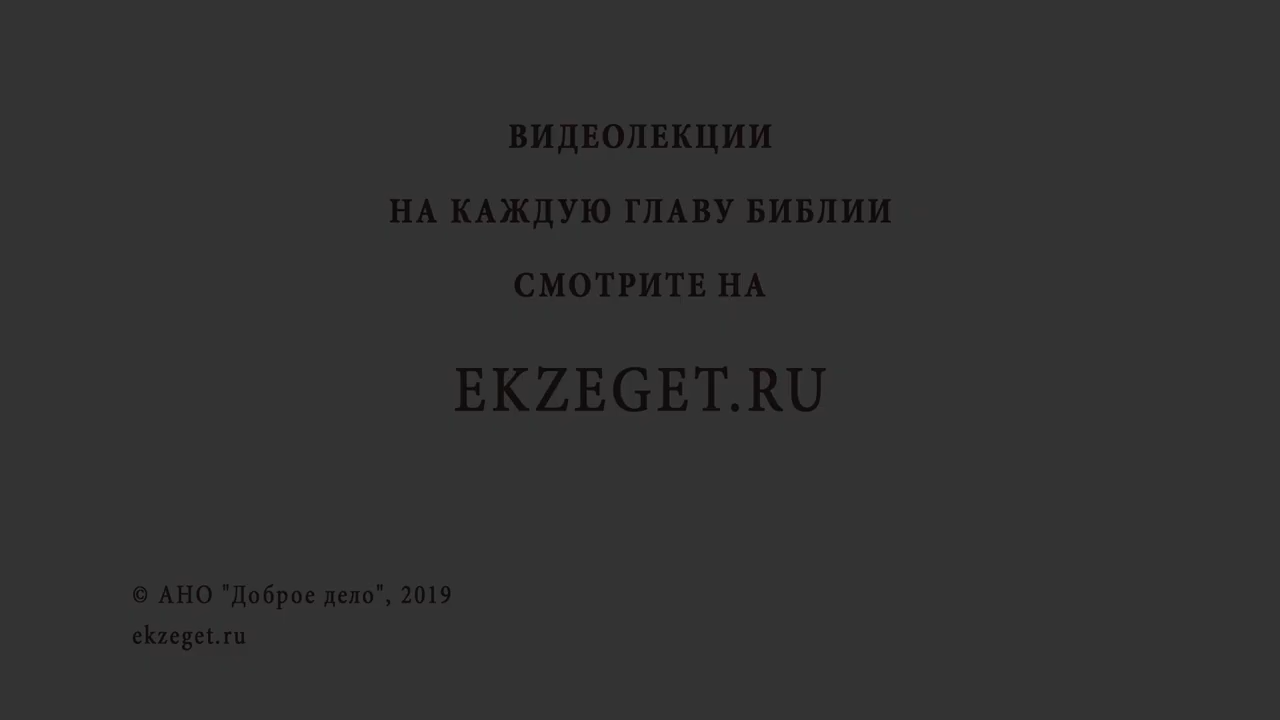 ВИДЕОЛЕКЦИИ
НА КАЖДУЮ ГЛАВУ БИБЛИИ
СМОТРИТЕ НА
EKZEGET.RU
© АНО "Доброе дело", 2019
ekzeget.ru